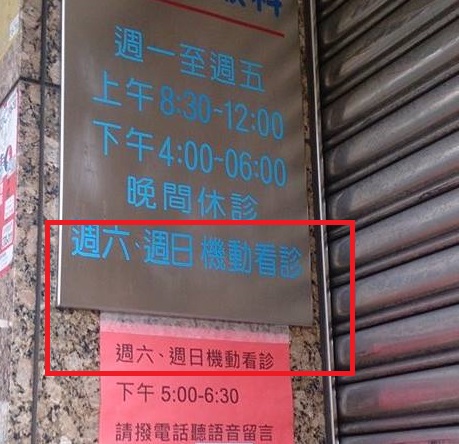 眼科
週一至週五
上午8:30~12:00
下午4:00~06:00
晚間休診
週六、週日機動看診
週六、週日機動看診
下午 5:00-6:30
請撥電話聽語音留言